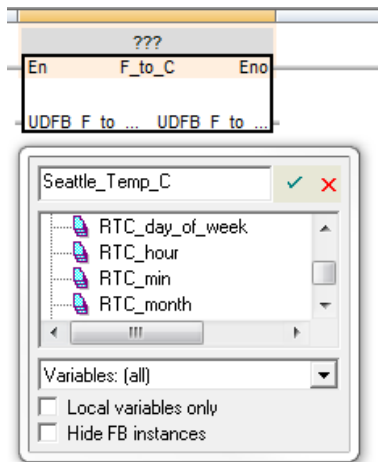 ???
En F_to_C Eno
UDFB_F_to_... UDFB_F_to_...
Seattle_Temp_C
RTC_day_of_week
RTC_hour
RTC_min
RTC_month
Variables: (all)
Local variables only
Hide FB instances